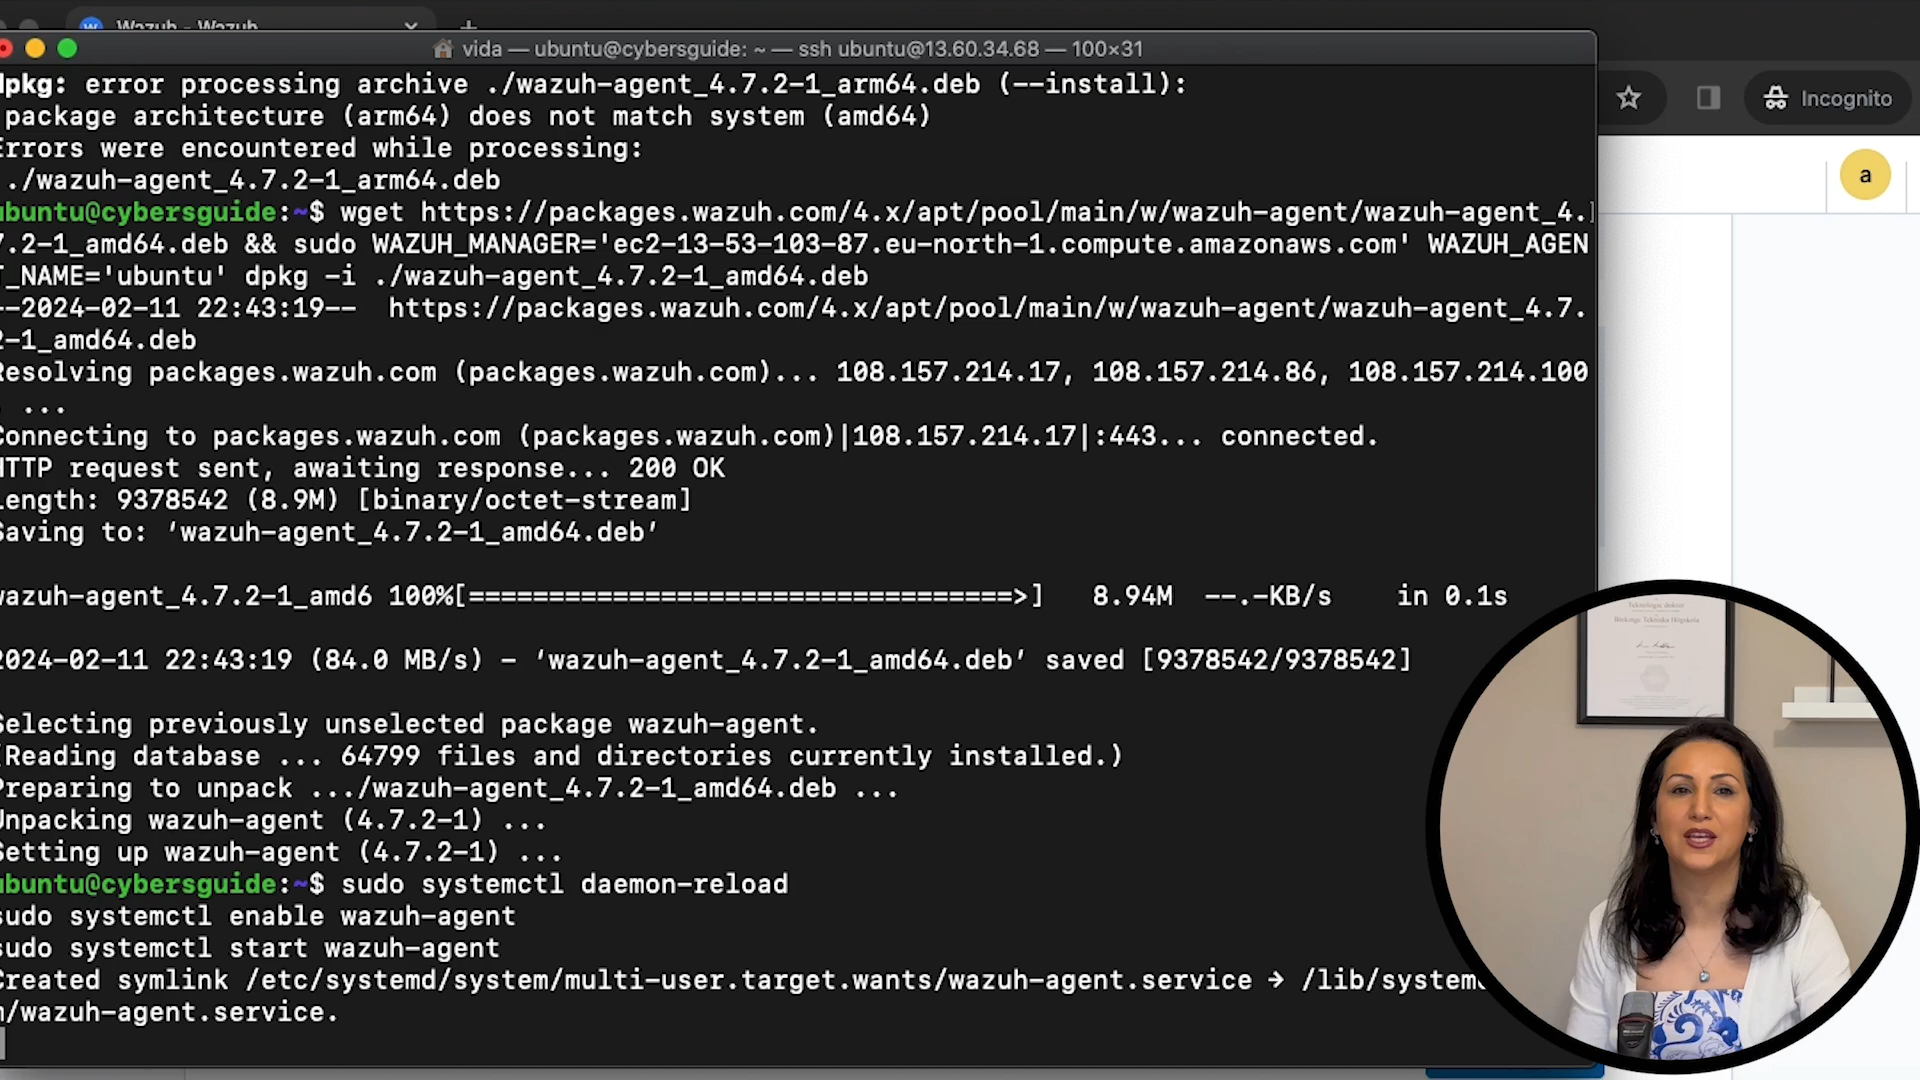 Wazuh - Wazuh
vida — ubuntu@cybersguide: ~ — ssh ubuntu@13.60.34.68 — 100×31
dpkg: error processing archive ./wazuh-agent_4.7.2-1_arm64.deb (--install):
package architecture (arm64) does not match system (amd64)
Errors were encountered while processing:
./wazuh-agent_4.7.2-1_arm64.deb
ubuntu@cybersguide:~$ wget https://packages.wazuh.com/4.x/apt/pool/main/w/wazuh-agent/wazuh-agent_4.
7.2-1_amd64.deb && sudo WAZUH_MANAGER='ec2-13-53-103-87.eu-north-1.compute.amazonaws.com' WAZUH_AGEN
T_NAME='ubuntu' dpkg -i ./wazuh-agent_4.7.2-1_amd64.deb
--2024-02-11 22:43:19-- https://packages.wazuh.com/4.x/apt/pool/main/w/wazuh-agent/wazuh-agent_4.7.
2-1_amd64.deb
Resolving packages.wazuh.com (packages.wazuh.com)... 108.157.214.17, 108.157.214.86, 108.157.214.100
...
Connecting to packages.wazuh.com (packages.wazuh.com)|108.157.214.17|:443... connected.
HTTP request sent, awaiting response... 200 OK
Length: 9378542 (8.9M) [binary/octet-stream]
Saving to: ‘wazuh-agent_4.7.2-1_amd64.deb’
wazuh-agent_4.7.2-1_amd6 100%[==================================>] 8.94M --.-KB/s in 0.1s
2024-02-11 22:43:19 (84.0 MB/s) - ‘wazuh-agent_4.7.2-1_amd64.deb’ saved [9378542/9378542]
Selecting previously unselected package wazuh-agent.
(Reading database ... 64799 files and directories currently installed.)
Preparing to unpack .../wazuh-agent_4.7.2-1_amd64.deb ...
Unpacking wazuh-agent (4.7.2-1) ...
Setting up wazuh-agent (4.7.2-1) ...
ubuntu@cybersguide:~$ sudo systemctl daemon-reload
sudo systemctl enable wazuh-agent
sudo systemctl start wazuh-agent
Created symlink /etc/systemd/system/multi-user.target.wants/wazuh-agent.service → /lib/system
/wazuh-agent.service.
Incognito
a
Teknologie doktor
Blekinge Tekniska Högskola